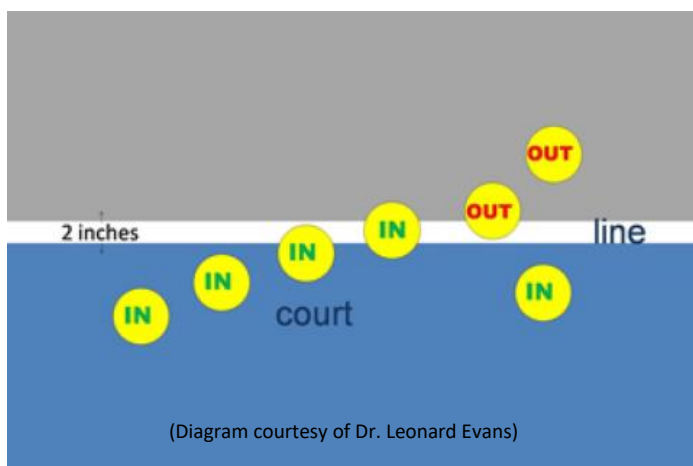 OUT
OUT
2 inches
IN
line
IN
IN
IN
IN
court
(Diagram courtesy of Dr. Leonard Evans)